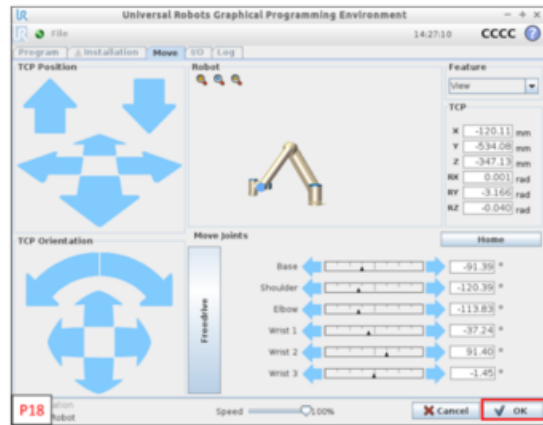 Universal Robots Graphical Programming Environment
File
14:27:10 CCCC ?
Program Installation Move I/O Log
TCP Position
Robot
Feature
View
TCP
X -120.11 mm
Y -534.08 mm
Z -347.13 mm
RX 0.001 rad
RY -3.166 rad
RZ -0.040 rad
TCP Orientation
Move Joints
Home
Freedrive
Base -91.39 °
Shoulder -120.39 °
Elbow -113.83 °
Wrist 1 -37.24 °
Wrist 2 91.40 °
Wrist 3 -1.45 °
P18
Robot
Speed 100%
Cancel
OK